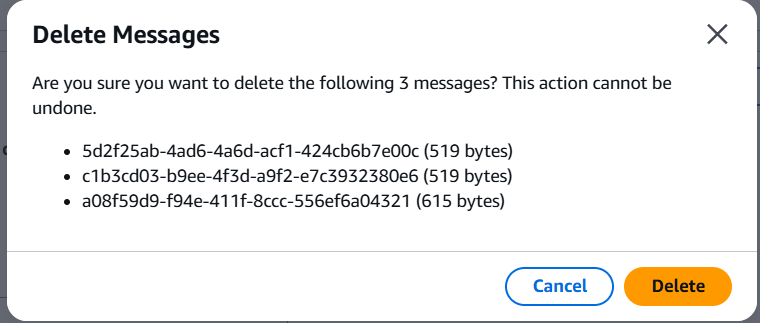 Delete Messages
Are you sure you want to delete the following 3 messages? This action cannot be
undone.
• 5d2f25ab-4ad6-4a6d-acf1-424cb6b7e00c (519 bytes)
• c1b3cd03-b9ee-4f3d-a9f2-e7c3932380e6 (519 bytes)
• a08f59d9-f94e-411f-8ccc-556ef6a04321 (615 bytes)
Cancel
Delete